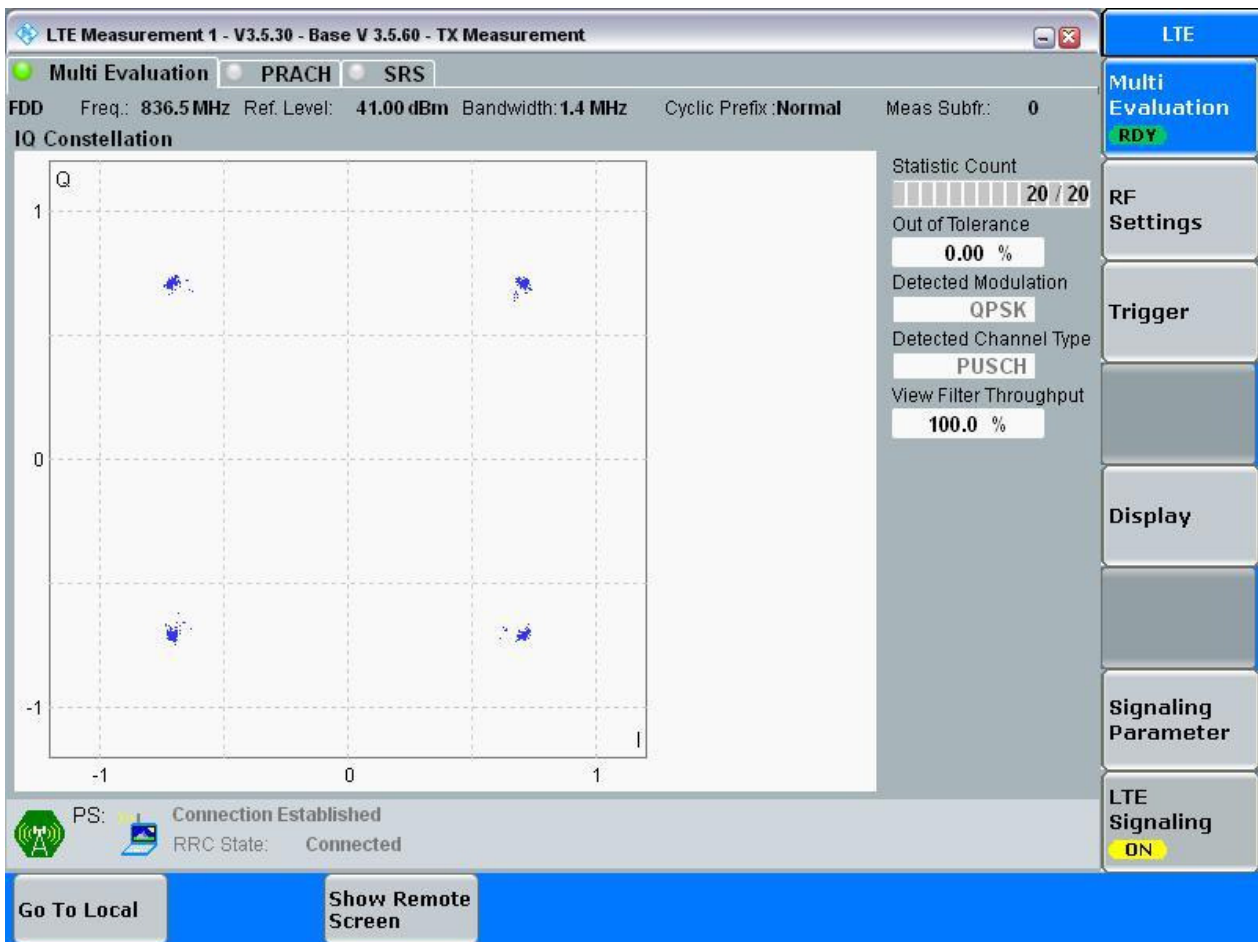 LTE Measurement 1 - V3.5.30 - Base V 3.5.60 - TX Measurement
Multi Evaluation PRACH SRS
FDD Freq.: 836.5 MHz Ref. Level: 41.00 dBm Bandwidth: 1.4 MHz Cyclic Prefix : Normal Meas Subfr.: 0
IQ Constellation
Q
1
0
-1
I
-1 0 1
Statistic Count
20 / 20
Out of Tolerance
0.00 %
Detected Modulation
QPSK
Detected Channel Type
PUSCH
View Filter Throughput
100.0 %
PS: Connection Established
RRC State: Connected
LTE
Multi
Evaluation
RDY
RF
Settings
Trigger
Display
Signaling
Parameter
LTE
Signaling
ON
Go To Local
Show Remote
Screen